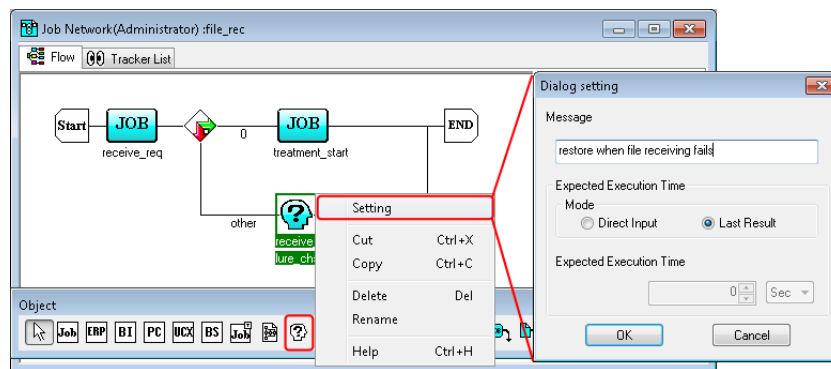 Job Network(Administrator) :file_rec
Flow
Tracker List
Start
JOB
receive_req
0
JOB
treatment_start
END
other
receive
lure_ch
Setting
Cut Ctrl+X
Copy Ctrl+C
Delete Del
Rename
Help Ctrl+H
Object
Job
ERP
BI
PC
UCX
BS
Job
Dialog setting
Message
restore when file receiving fails
Expected Execution Time
Mode
Direct Input
Last Result
Expected Execution Time
0
Sec
OK
Cancel